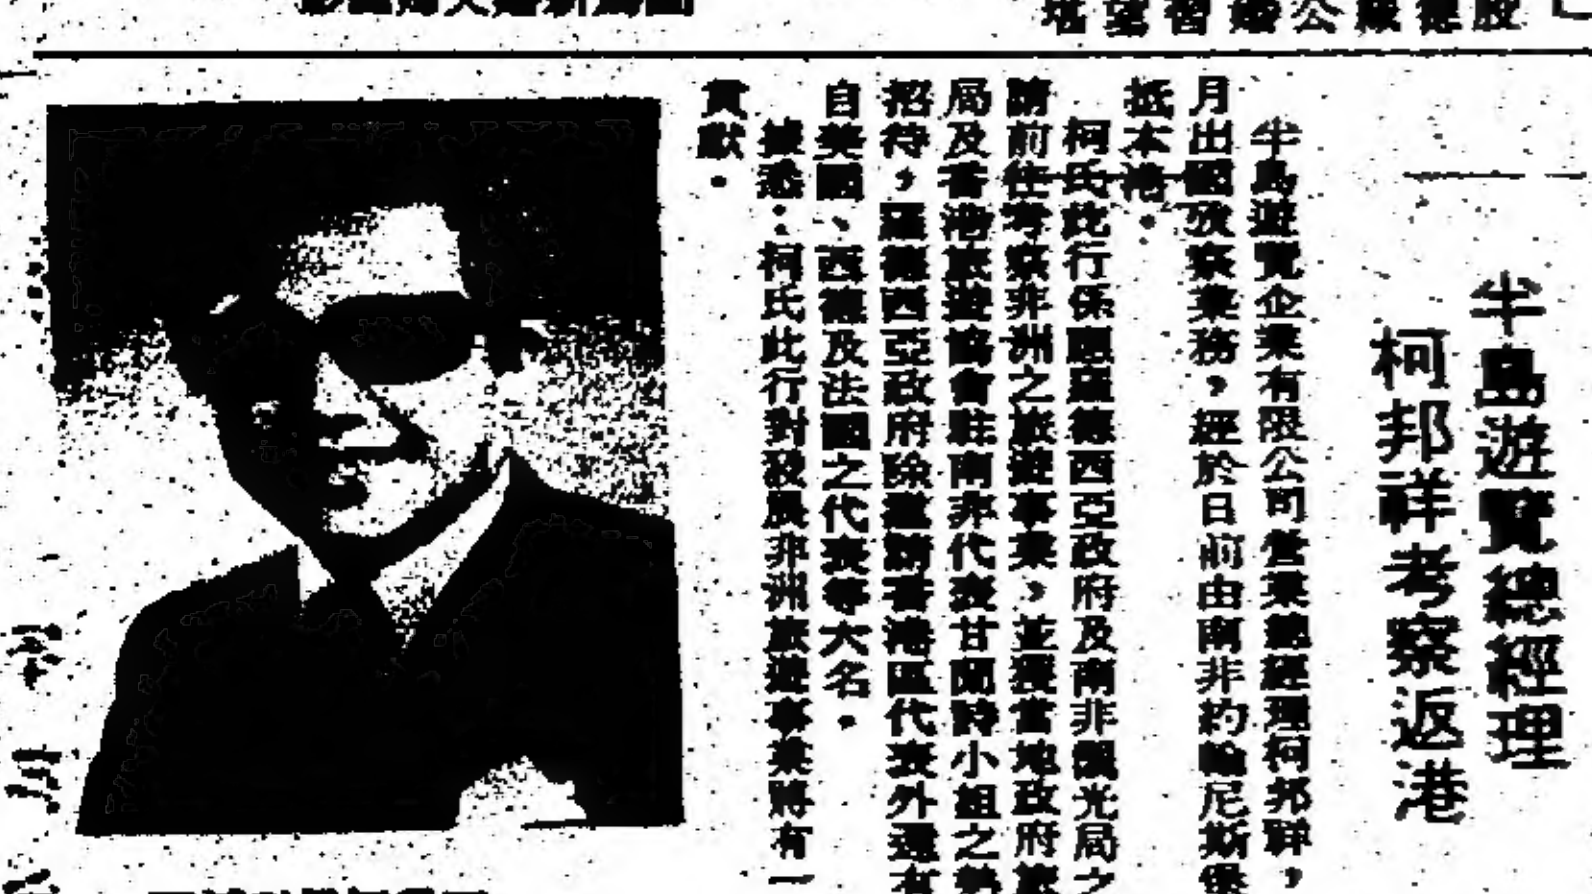 半島遊覽總經理
柯邦祥考察返港
半島遊覽企業有限公司營業總經理柯邦祥，
月出國攷察業務，經於日前由南非約翰尼斯堡
抵本港。
柯氏此行係應羅德西亞政府及南非觀光局之
請前往考察非洲之旅遊事業，並獲當地政府旅
局及香港旅遊協會駐南非代表甘聞時小組之熱
招待，羅德西亞政府除邀請香港區代表外還有
自美國、西德及法國之代表等六名。
據悉：柯氏此行對發展非洲旅遊事業將有一
貢獻。